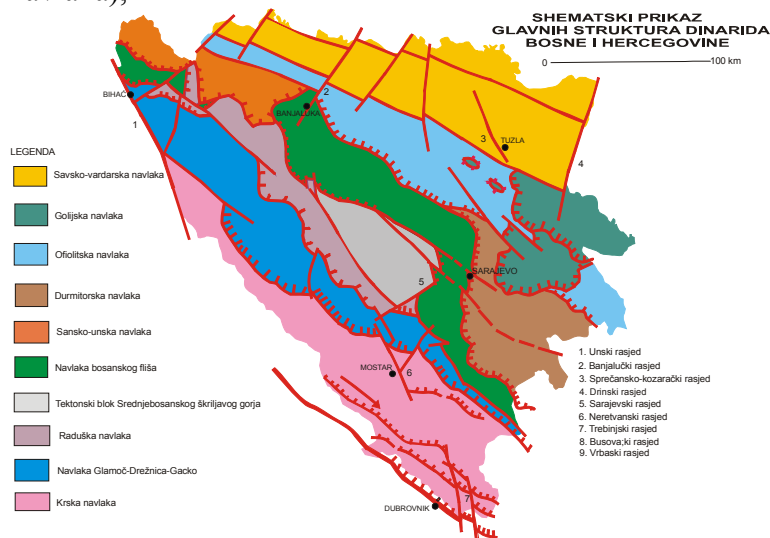 SHEMATSKI PRIKAZ
GLAVNIH STRUKTURA DINARIDA
BOSNE I HERCEGOVINE
0
100 km
BIHAĆ
1
2
BANJALUKA
3
TUZLA
4
LEGENDA
Savsko-vardarska navlaka
Golijska navlaka
Ofiolitska navlaka
Durmitorska navlaka
Sansko-unska navlaka
Navlaka bosanskog fliša
Tektonski blok Srednjebosanskog škriljavog gorja
Raduška navlaka
Navlaka Glamoč-Drežnica-Gacko
Krska navlaka
5
SARAJEVO
MOSTAR
6
7
DUBROVNIK
1. Unski rasjed
2. Banjalučki rasjed
3. Sprečansko-kozarački rasjed
4. Drinski rasjed
5. Sarajevski rasjed
6. Neretvanski rasjed
7. Trebinjski rasjed
8. Busova;ki rasjed
9. Vrbaski rasjed